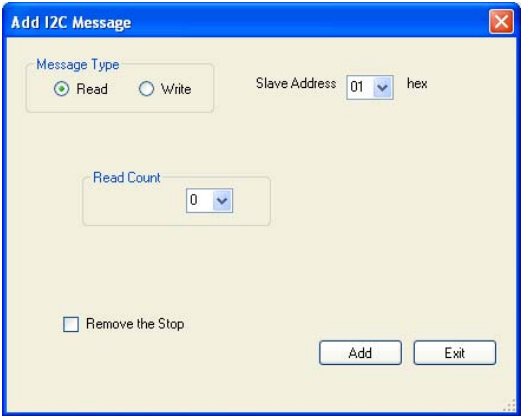 Add I2C Message
Message Type
Read Write
Slave Address 01 hex
Read Count
0
Remove the Stop
Add Exit